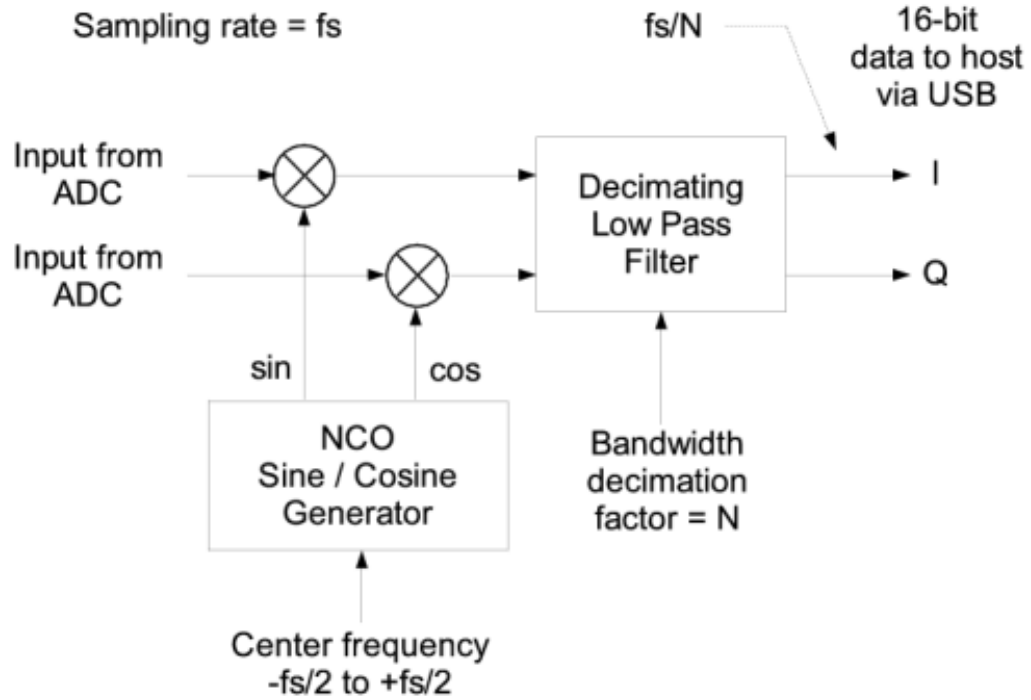 Sampling rate = fs
fs/N
16-bit
data to host
via USB
Input from
ADC
I
Decimating
Low Pass
Filter
Input from
ADC
Q
sin
cos
NCO
Sine / Cosine
Generator
Bandwidth
decimation
factor = N
Center frequency
-fs/2 to +fs/2